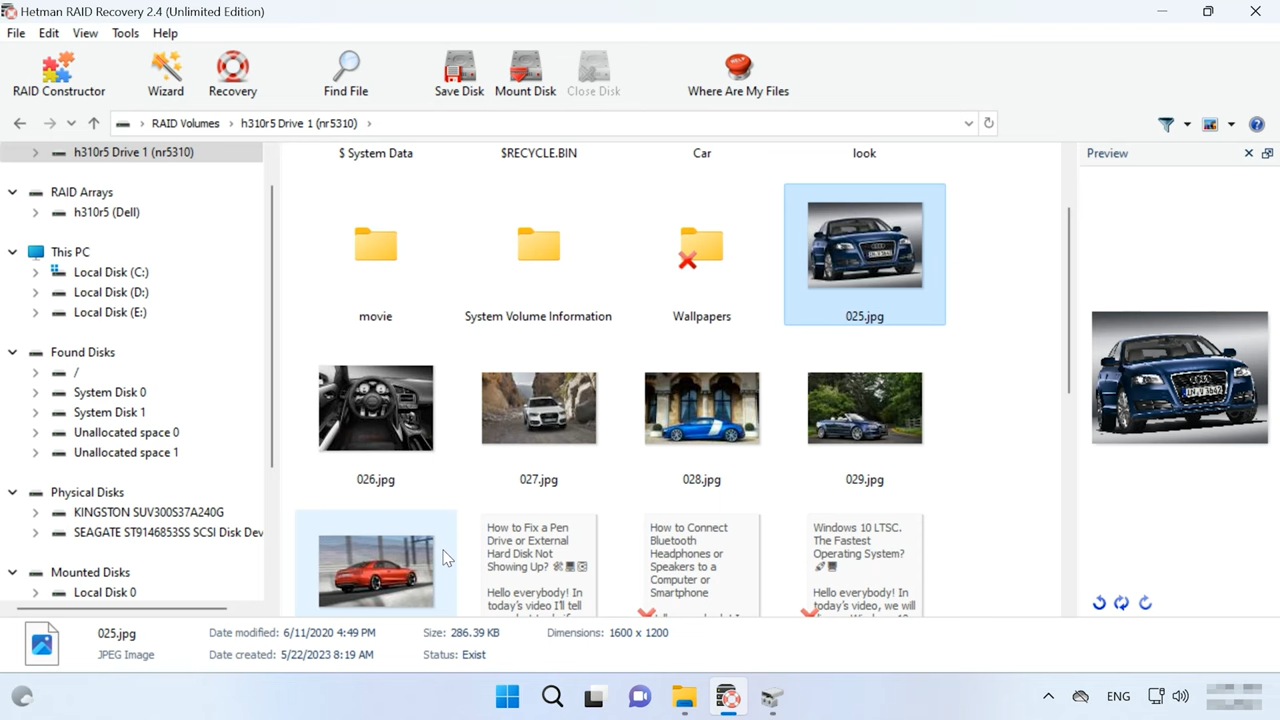 Hetman RAID Recovery 2.4 (Unlimited Edition)
File Edit View Tools Help
RAID Constructor Wizard Recovery Find File Save Disk Mount Disk Close Disk Where Are My Files
RAID Volumes h310r5 Drive 1 (nr5310)
h310r5 Drive 1 (nr5310)
RAID Arrays
h310r5 (Dell)
This PC
Local Disk (C:)
Local Disk (D:)
Local Disk (E:)
Found Disks
/
System Disk 0
System Disk 1
Unallocated space 0
Unallocated space 1
Physical Disks
KINGSTON SUV300S37A240G
SEAGATE ST9146853SS SCSI Disk Dev
Mounted Disks
Local Disk 0
$ System Data $RECYCLE.BIN Car look
movie System Volume Information Wallpapers 025.jpg
026.jpg 027.jpg 028.jpg 029.jpg
How to Fix a Pen
Drive or External
Hard Disk Not
Showing Up?
Hello everybody! In
today's video I'll tell
How to Connect
Bluetooth
Headphones or
Speakers to a
Computer or
Smartphone
Windows 10 LTSC.
The Fastest
Operating System?
Hello everybody! In
today's video, we will
Preview
025.jpg Date modified: 6/11/2020 4:49 PM Size: 286.39 KB Dimensions: 1600 x 1200
JPEG Image Date created: 5/22/2023 8:19 AM Status: Exist
ENG